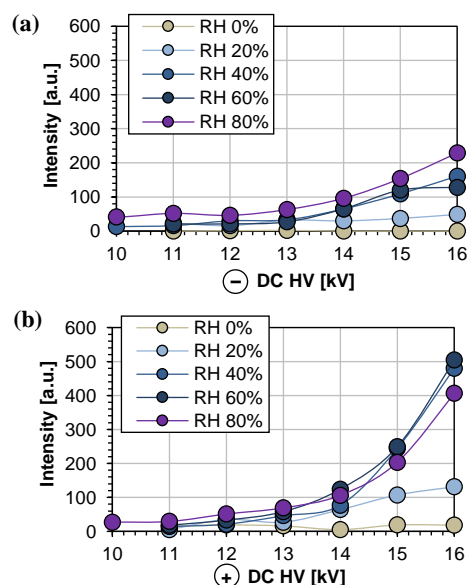 (a)
600
500
400
300
200
100
0
Intensity [a.u.]
RH 0%
RH 20%
RH 40%
RH 60%
RH 80%
10 11 12 13 14 15 16
− DC HV [kV]
(b)
600
500
400
300
200
100
0
Intensity [a.u.]
RH 0%
RH 20%
RH 40%
RH 60%
RH 80%
10 11 12 13 14 15 16
+ DC HV [kV]